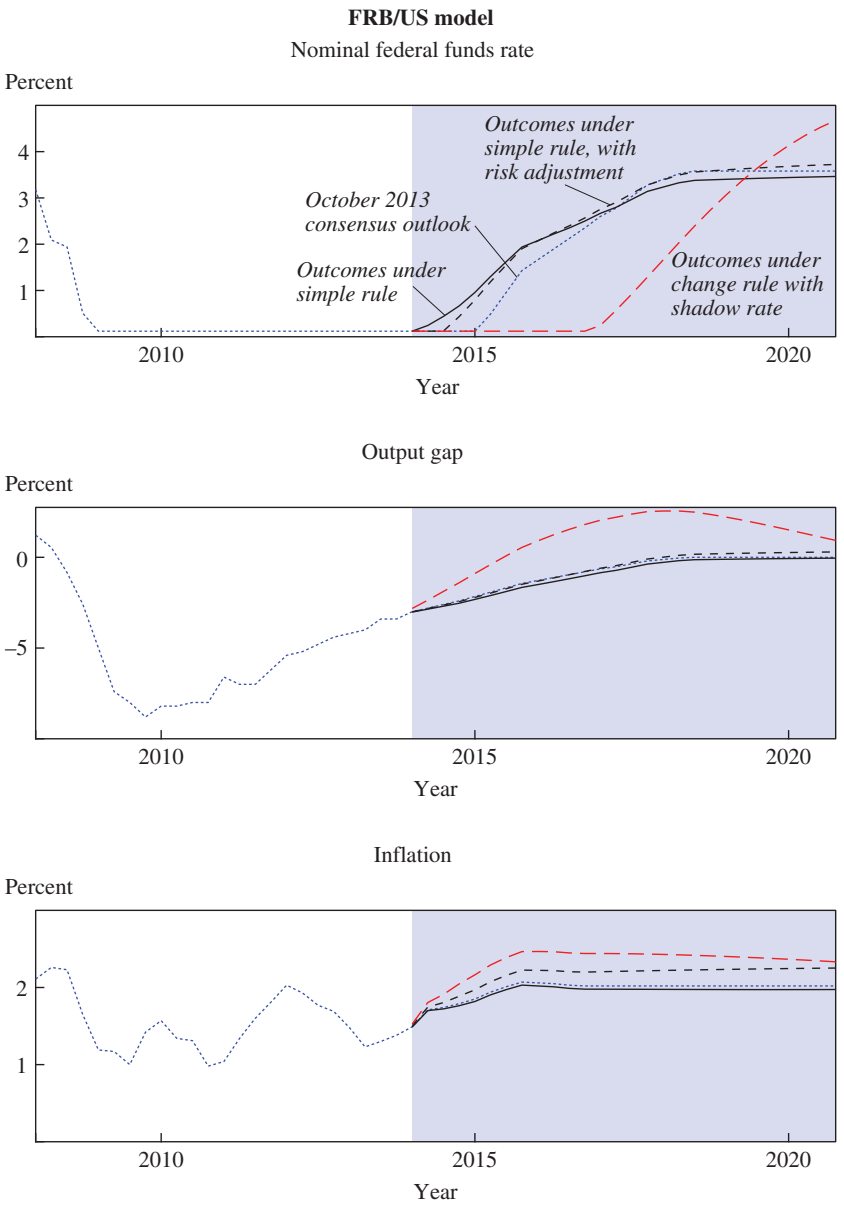 FRB/US model
Nominal federal funds rate
Percent
Outcomes under
simple rule, with
risk adjustment
October 2013
consensus outlook
Outcomes under
simple rule
Outcomes under
change rule with
shadow rate
4
3
2
1
2010
2015
2020
Year
Output gap
Percent
0
–5
2010
2015
2020
Year
Inflation
Percent
2
1
2010
2015
2020
Year